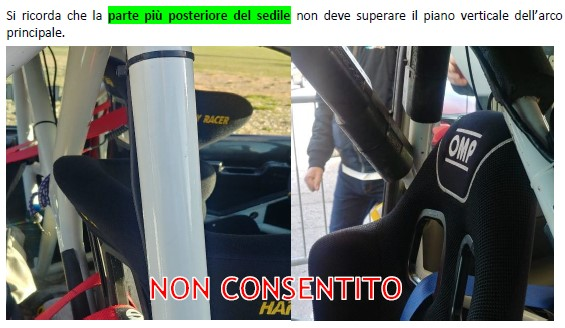 Si ricorda che la parte più posteriore del sedile non deve superare il piano verticale dell'arco
principale.
Y RACER
OMP
NON CONSENTITO
HA